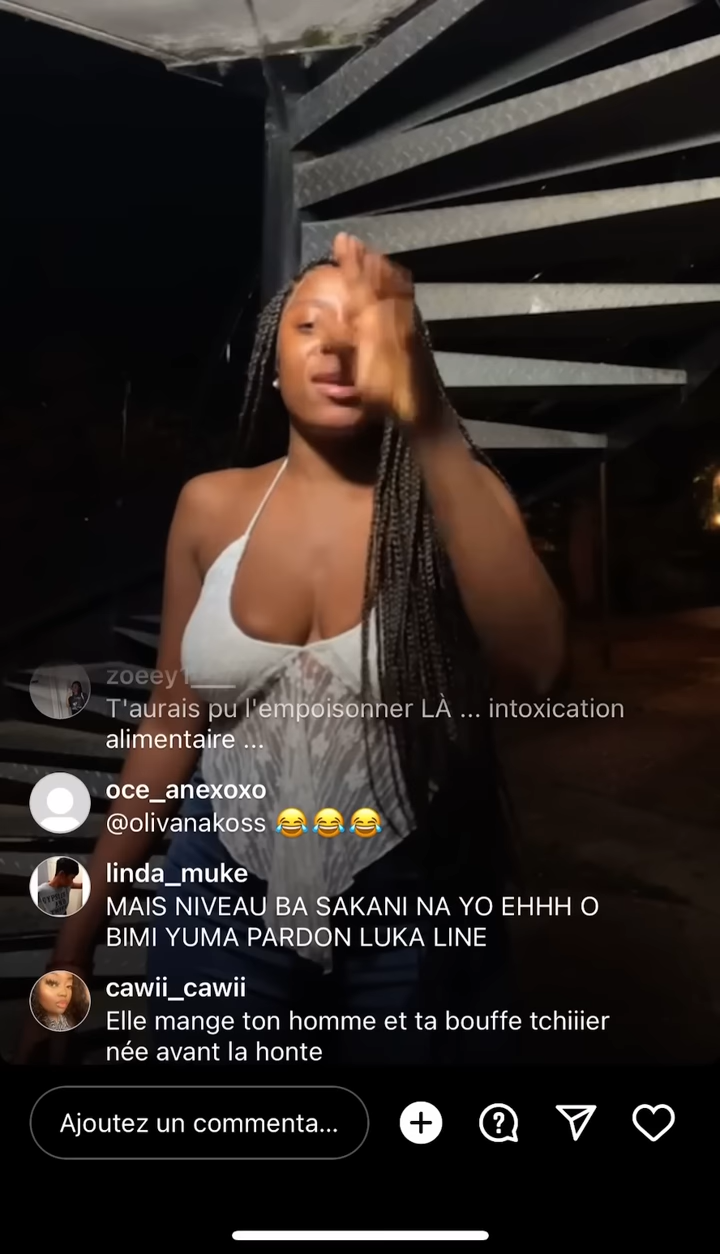 zoeey1___
T'aurais pu l'empoisonner LÀ ... intoxication
alimentaire ...
oce_anexoxo
@olivanakoss 😂😂😂
linda_muke
MAIS NIVEAU BA SAKANI NA YO EHHH O
BIMI YUMA PARDON LUKA LINE
cawii_cawii
Elle mange ton homme et ta bouffe tchiiier
née avant la honte
Ajoutez un commenta...